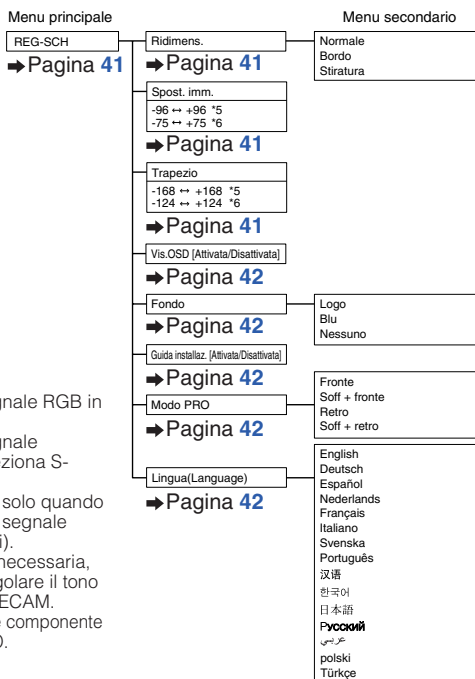 Menu principale
Menu secondario
REG-SCH
➡Pagina 41
Ridimens.
➡Pagina 41
Normale
Bordo
Stiratura
Spost. imm.
-96 ↔ +96 *5
-75 ↔ +75 *6
➡Pagina 41
Trapezio
-168 ↔ +168 *5
-124 ↔ +124 *6
➡Pagina 41
Vis.OSD [Attivata/Disattivata]
➡Pagina 42
Fondo
➡Pagina 42
Logo
Blu
Nessuno
Guida installaz. [Attivata/Disattivata]
➡Pagina 42
Modo PRO
➡Pagina 42
Fronte
Soff + fronte
Retro
Soff + retro
Lingua(Language)
➡Pagina 42
English
Deutsch
Español
Nederlands
Français
Italiano
Svenska
Português
汉语
한국어
日本語
Русский
عربي
polski
Türkçe
gnale RGB in
gnale
eziona S-
solo quando
segnale
i).
necessaria,
golare il tono
ECAM.
e componente
0.